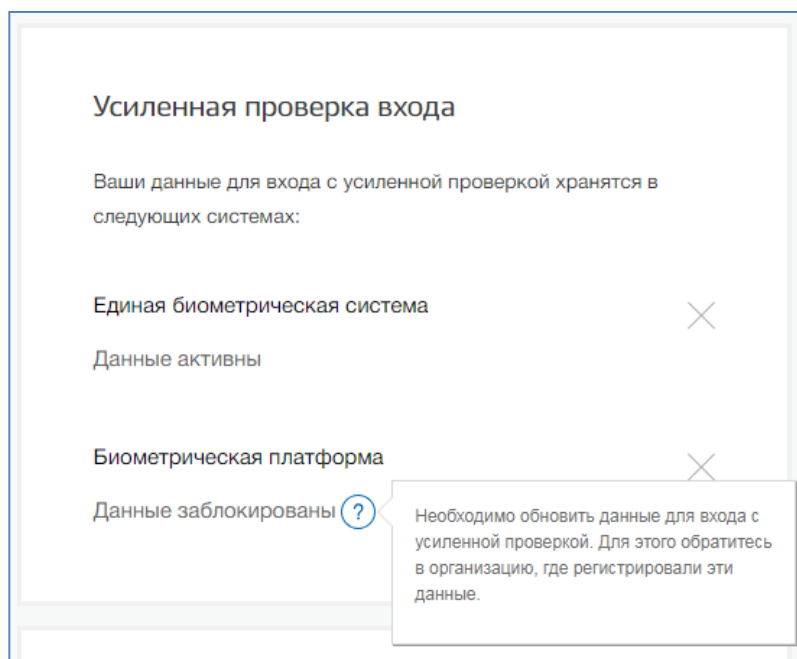 Усиленная проверка входа
Ваши данные для входа с усиленной проверкой хранятся в
следующих системах:
Единая биометрическая система
Данные активны
Биометрическая платформа
Данные заблокированы ?
Необходимо обновить данные для входа с
усиленной проверкой. Для этого обратитесь
в организацию, где регистрировали эти
данные.